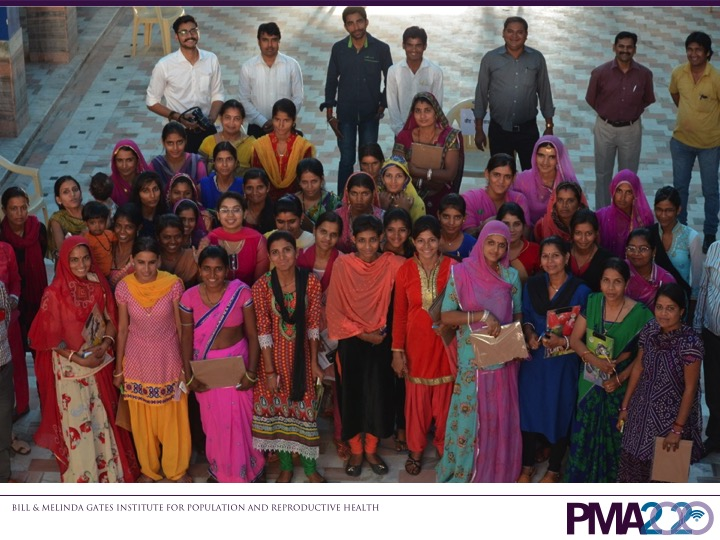 BILL & MELINDA GATES INSTITUTE FOR POPULATION AND REPRODUCTIVE HEALTH
PMA2020